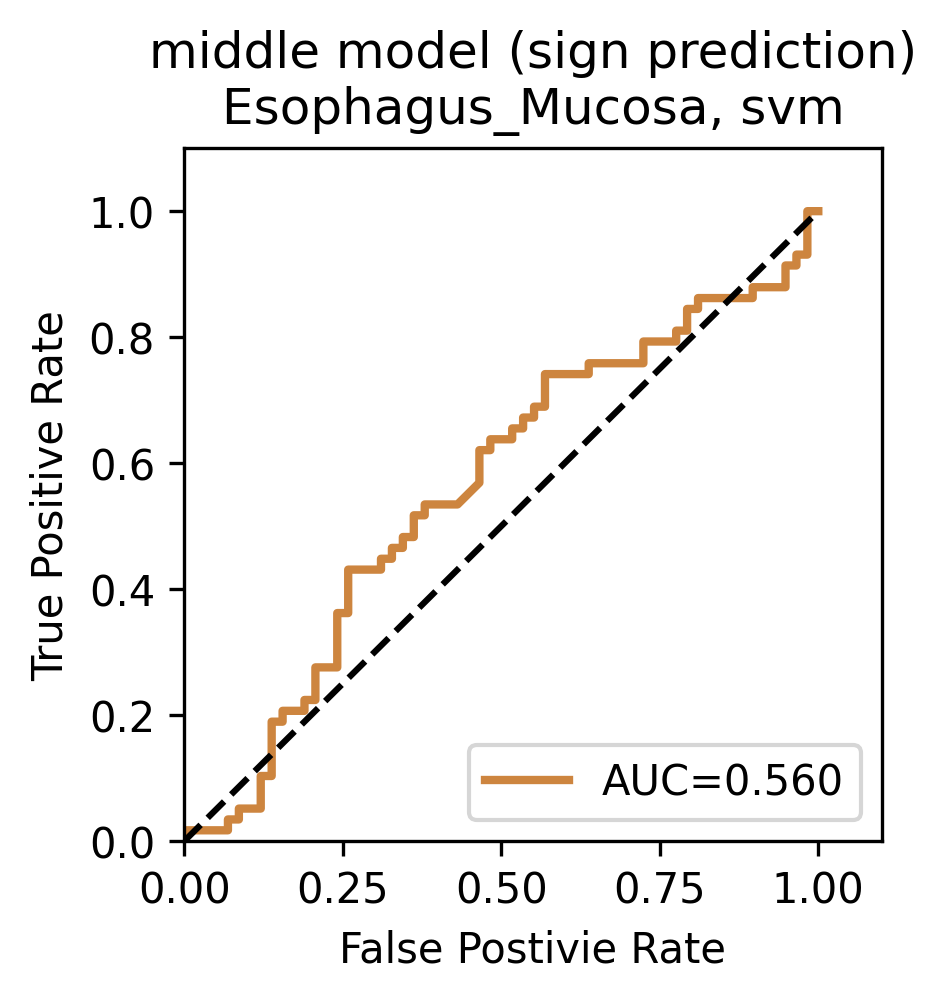 middle model (sign prediction)
Esophagus_Mucosa, svm
True Positive Rate
1.0
0.8
0.6
0.4
0.2
0.0
AUC=0.560
0.00 0.25 0.50 0.75 1.00
False Postivie Rate